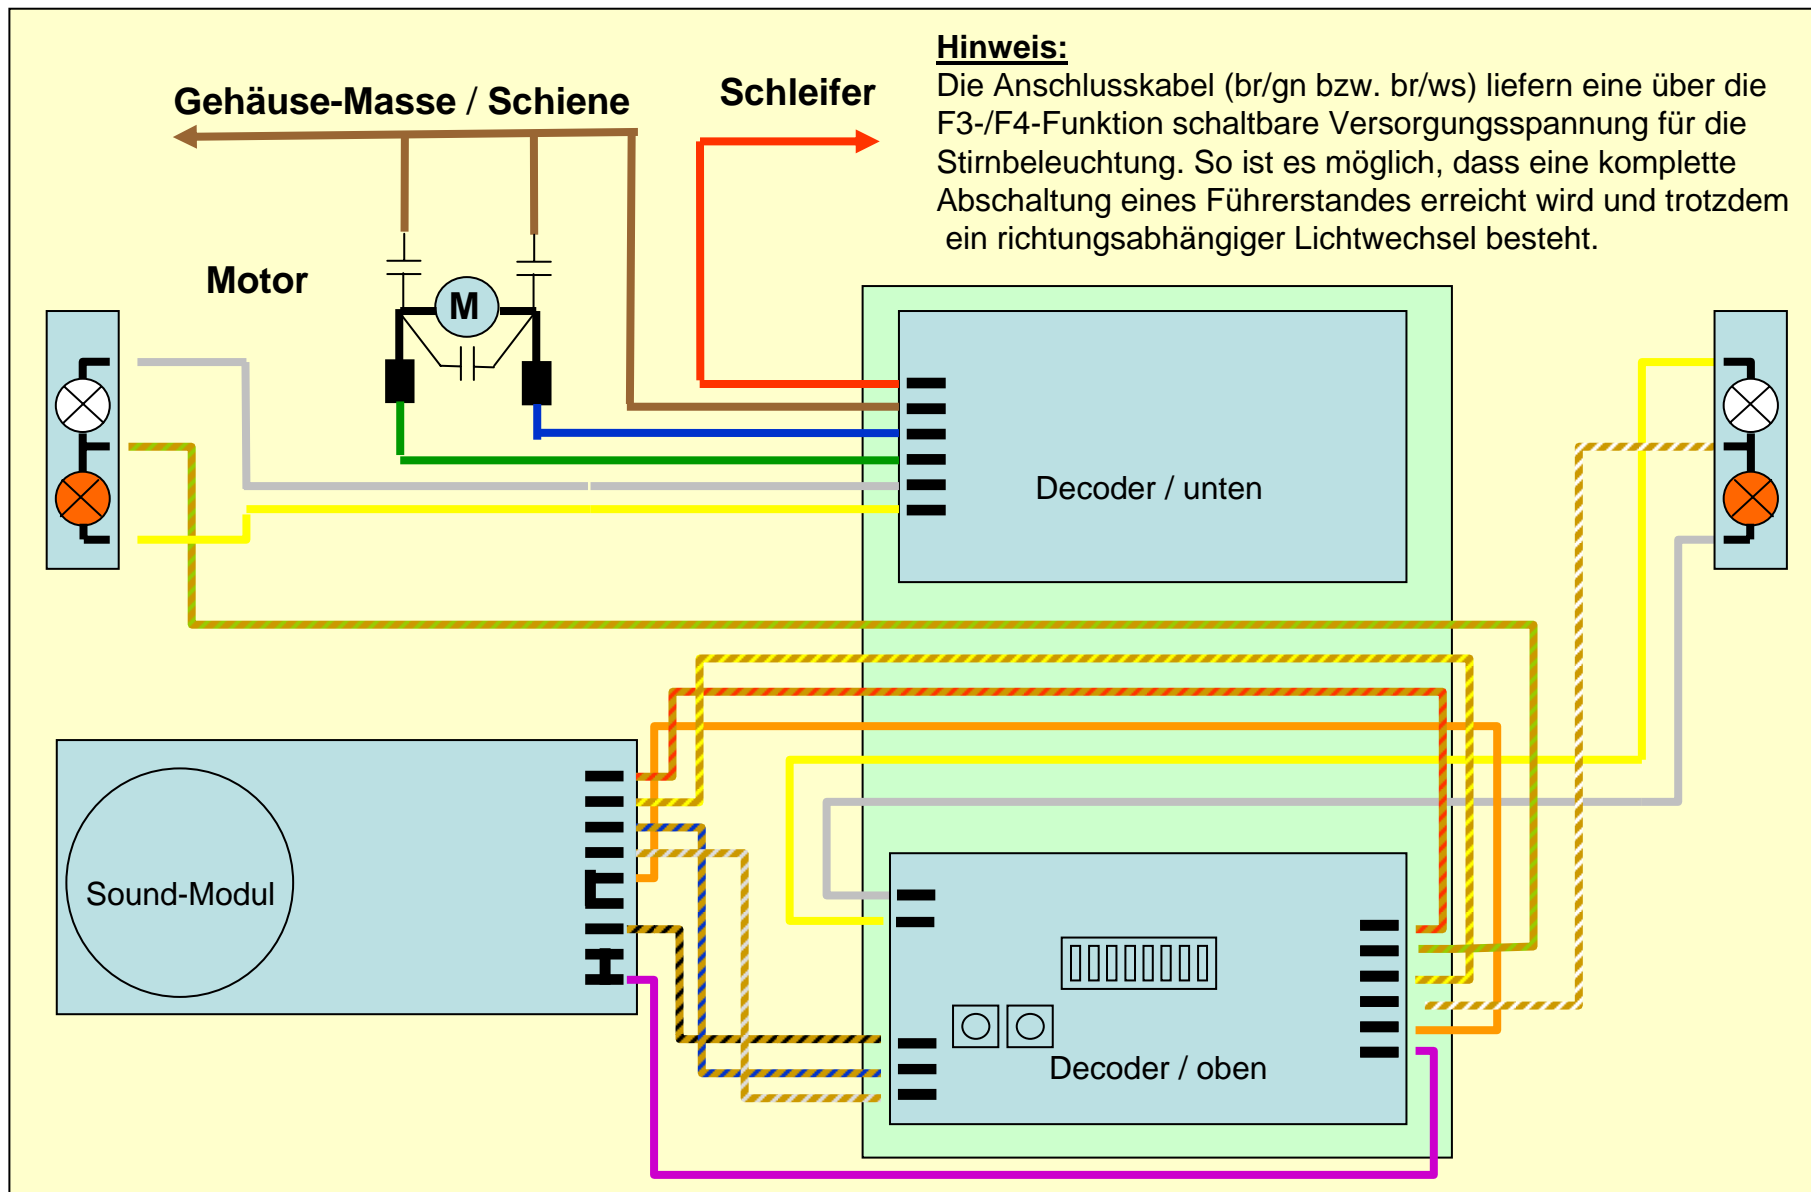 Hinweis:
Die Anschlusskabel (br/gn bzw. br/ws) liefern eine über die
F3-/F4-Funktion schaltbare Versorgungsspannung für die
Stirnbeleuchtung. So ist es möglich, dass eine komplette
Abschaltung eines Führerstandes erreicht wird und trotzdem
ein richtungsabhängiger Lichtwechsel besteht.
Gehäuse-Masse / Schiene
Schleifer
Motor
M
Decoder / unten
Sound-Modul
Decoder / oben